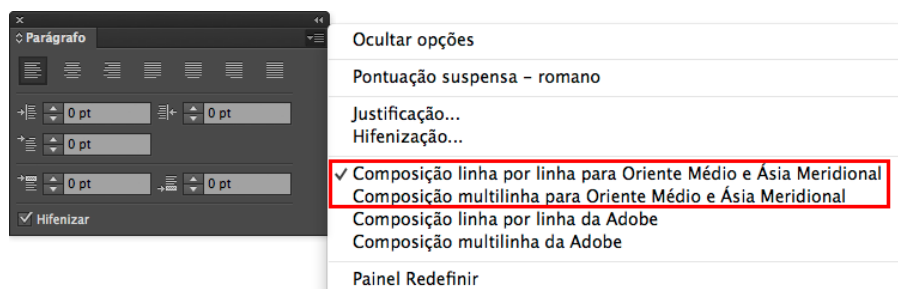 Parágrafo
0 pt
0 pt
0 pt
0 pt
0 pt
Hifenizar
Ocultar opções
Pontuação suspensa – romano
Justificação...
Hifenização...
Composição linha por linha para Oriente Médio e Ásia Meridional
Composição multilinha para Oriente Médio e Ásia Meridional
Composição linha por linha da Adobe
Composição multilinha da Adobe
Painel Redefinir